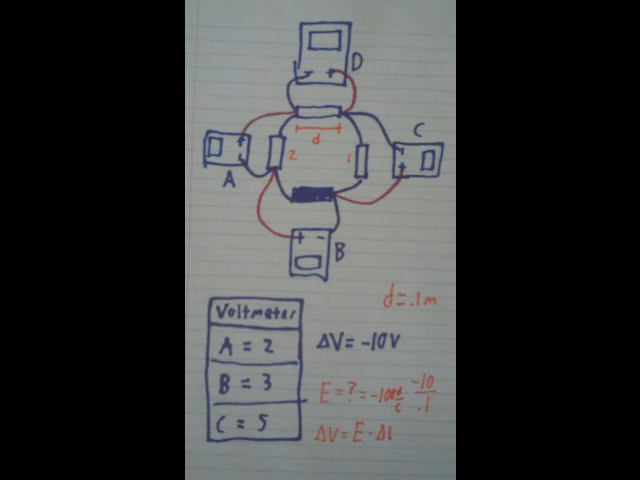 - +
D
d
C
+
-
2
1
-
+
A
+ -
B
d = .1m
Voltmeter
A = 2
ΔV = -10V
B = 3
-10
E = ? = -100 /c .1
C = 5
ΔV = E · Δl